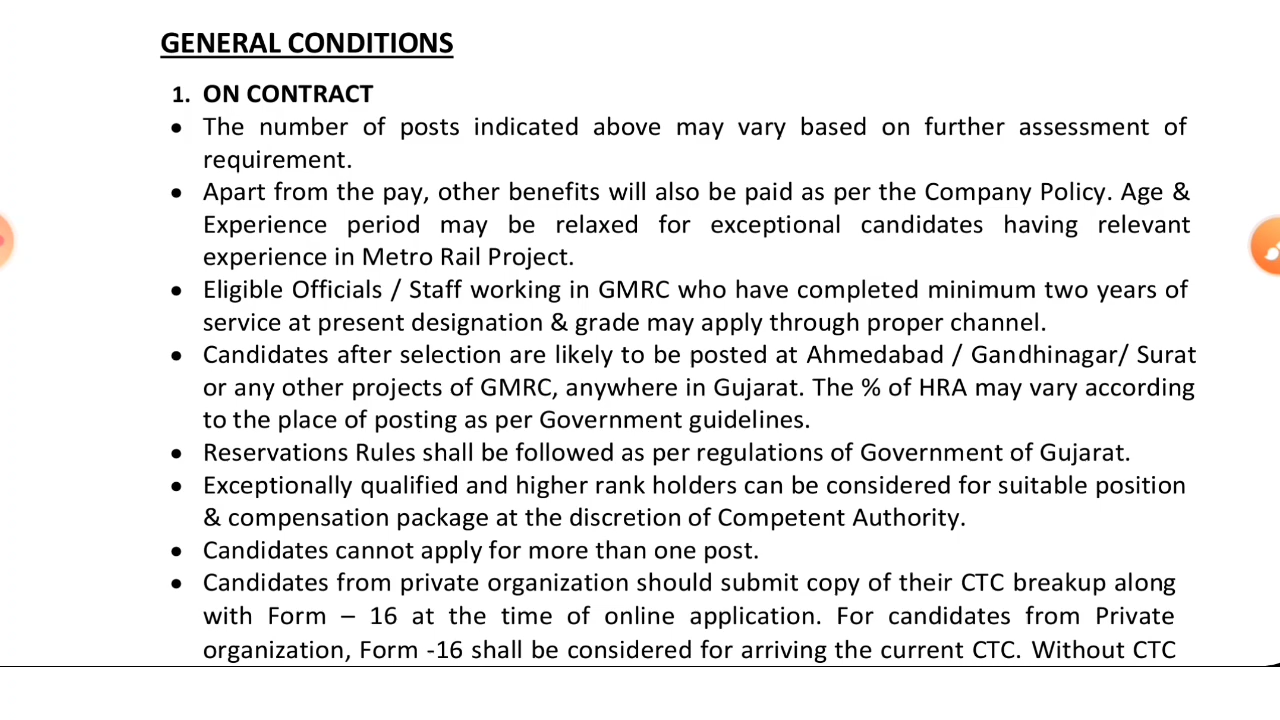 GENERAL CONDITIONS
1. ON CONTRACT
• The number of posts indicated above may vary based on further assessment of
requirement.
• Apart from the pay, other benefits will also be paid as per the Company Policy. Age &
Experience period may be relaxed for exceptional candidates having relevant
experience in Metro Rail Project.
• Eligible Officials / Staff working in GMRC who have completed minimum two years of
service at present designation & grade may apply through proper channel.
• Candidates after selection are likely to be posted at Ahmedabad / Gandhinagar/ Surat
or any other projects of GMRC, anywhere in Gujarat. The % of HRA may vary according
to the place of posting as per Government guidelines.
• Reservations Rules shall be followed as per regulations of Government of Gujarat.
• Exceptionally qualified and higher rank holders can be considered for suitable position
& compensation package at the discretion of Competent Authority.
• Candidates cannot apply for more than one post.
• Candidates from private organization should submit copy of their CTC breakup along
with Form – 16 at the time of online application. For candidates from Private
organization, Form -16 shall be considered for arriving the current CTC. Without CTC